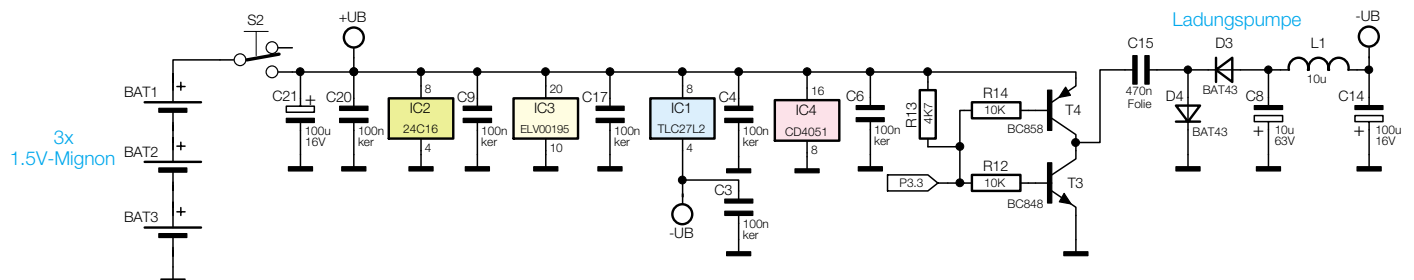 S2
+UB
Ladungspumpe
-UB
C15
D3
L1
470n
Folie
BAT43
10u
BAT1
BAT2
BAT3
3x
1.5V-Mignon
C21
100u
16V
C20
100n
ker
8
IC2
24C16
4
C9
100n
ker
20
IC3
ELV00195
10
C17
100n
ker
8
IC1
TLC27L2
4
-UB
C4
100n
ker
C3
100n
ker
16
IC4
CD4051
8
C6
100n
ker
R13
4K7
R14
10K
T4
BC858
P3.3
R12
10K
T3
BC848
D4
BAT43
C8
10u
63V
C14
100u
16V
+
+
+
+
+
+